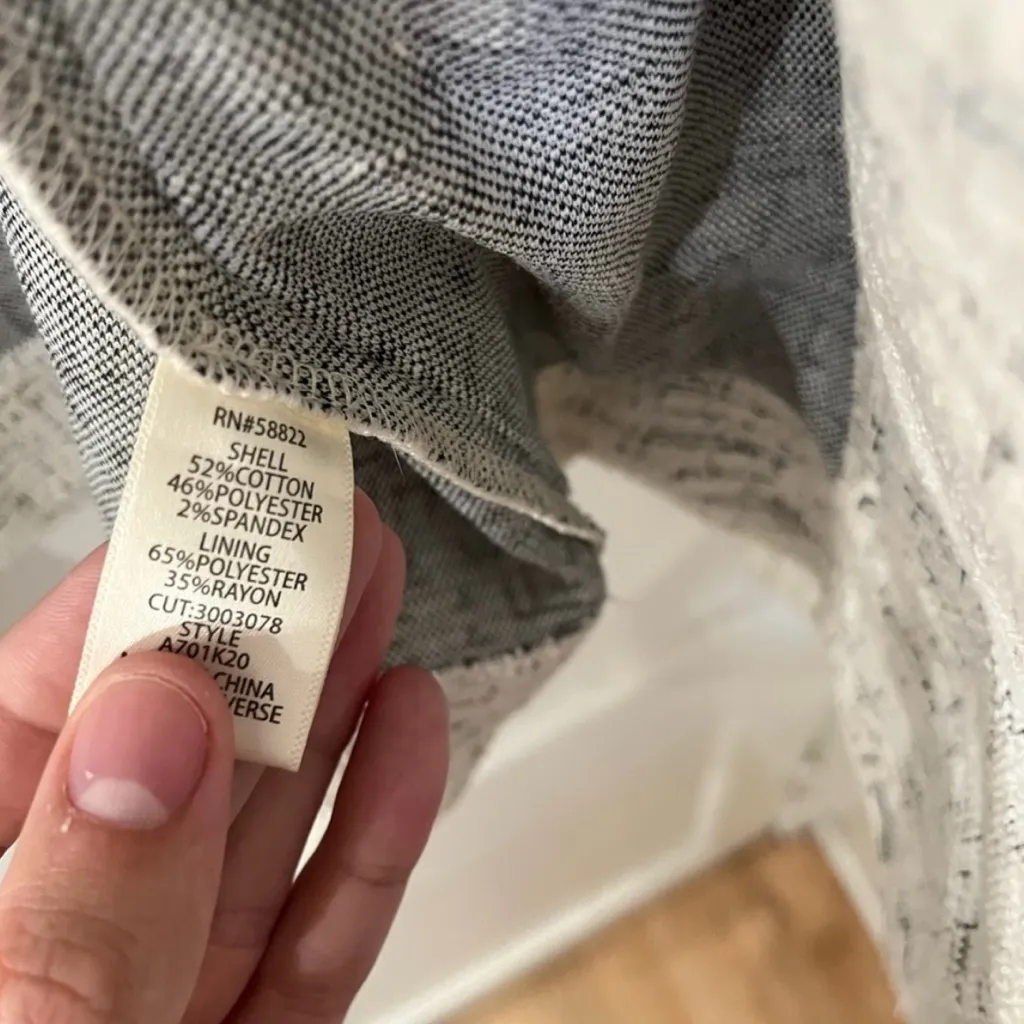 RN#58822
SHELL
52%COTTON
46%POLYESTER
2%SPANDEX
LINING
65%POLYESTER
35%RAYON
CUT:3003078
STYLE
A701K20
CHINA